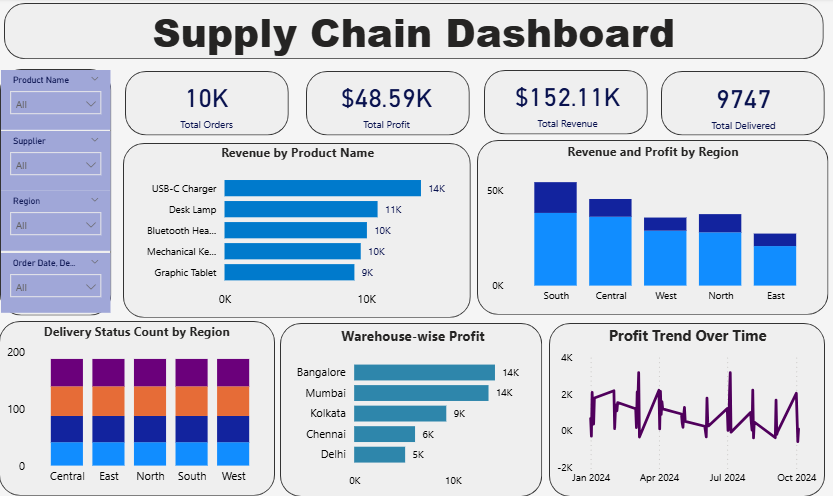 Supply Chain Dashboard
Product Name
All
Supplier
All
Region
All
Order Date, De...
All
10K
Total Orders
$48.59K
Total Profit
$152.11K
Total Revenue
9747
Total Delivered
Revenue by Product Name
USB-C Charger 14K
Desk Lamp 11K
Bluetooth Hea... 10K
Mechanical Ke... 10K
Graphic Tablet 9K
0K 10K
Revenue and Profit by Region
50K
0K
South Central West North East
Delivery Status Count by Region
200
100
0
Central East North South West
Warehouse-wise Profit
Bangalore 14K
Mumbai 14K
Kolkata 9K
Chennai 6K
Delhi 5K
0K 10K
Profit Trend Over Time
4K
2K
0K
-2K
Jan 2024 Apr 2024 Jul 2024 Oct 2024